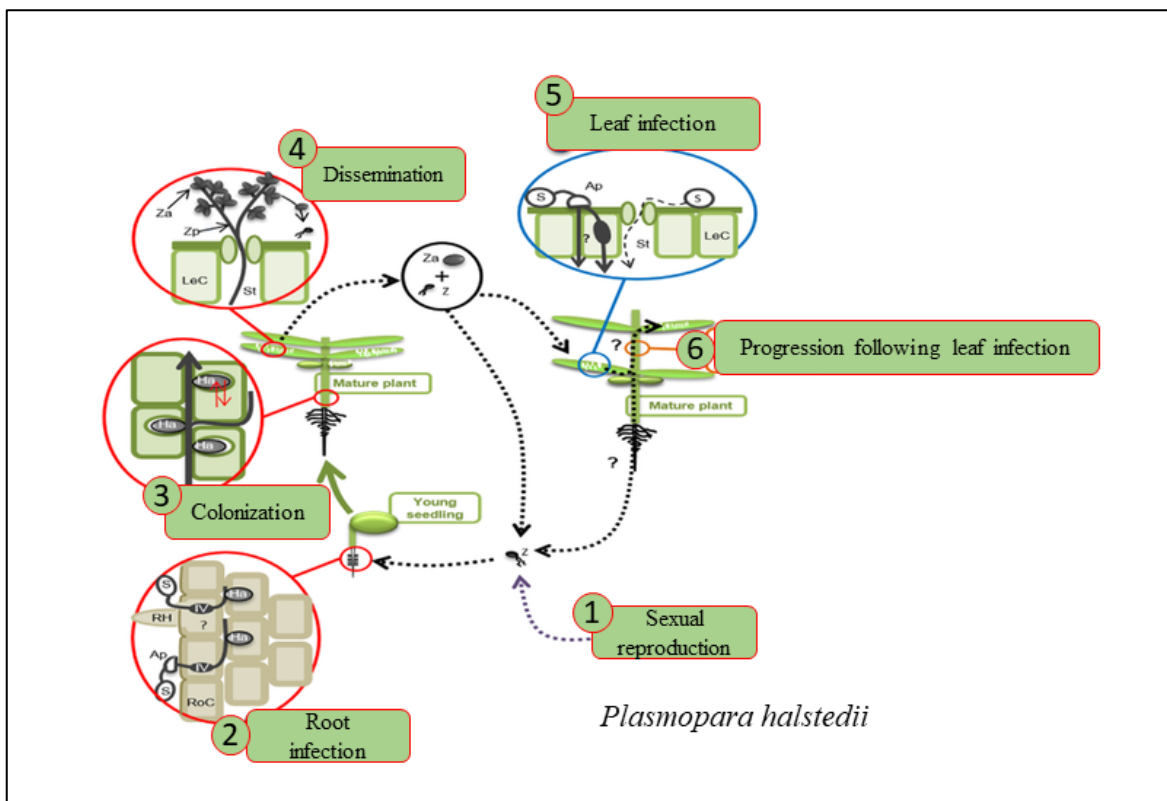 5
Leaf infection
4
Dissemination
S
Ap
S
Za
Zp
?
St
LeC
LeC
St
Za
+
Z
?
6
Progression following leaf infection
Ha
Mature plant
Mature plant
Ha
Ha
?
3
Colonization
Young
seedling
Z
S
Ha
IV
RH
?
1
Sexual
reproduction
Ha
Ap
IV
S
RoC
Plasmopara halstedii
2
Root
infection